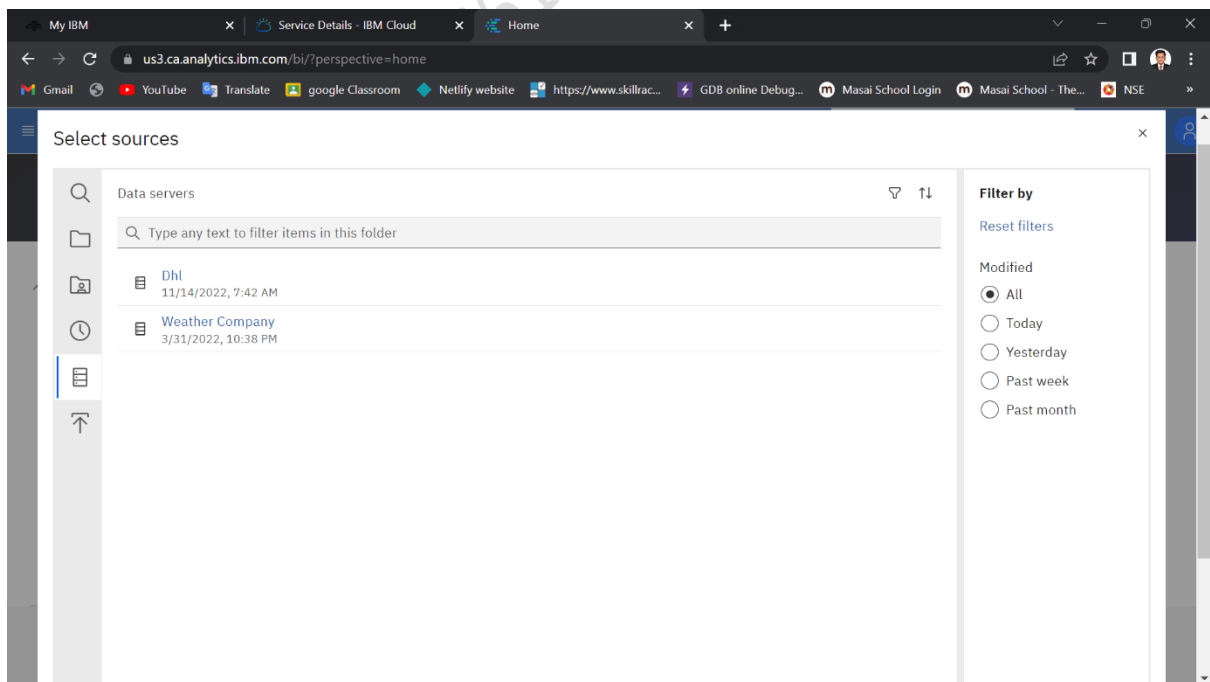 My IBM
Service Details - IBM Cloud
Home
us3.ca.analytics.ibm.com/bi/?perspective=home
Gmail
YouTube
Translate
google Classroom
Netlify website
https://www.skillrac...
GDB online Debug...
Masai School Login
Masai School - The...
NSE
»
Select sources
Data servers
Type any text to filter items in this folder
Dhl
11/14/2022, 7:42 AM
Weather Company
3/31/2022, 10:38 PM
Filter by
Reset filters
Modified
All
Today
Yesterday
Past week
Past month